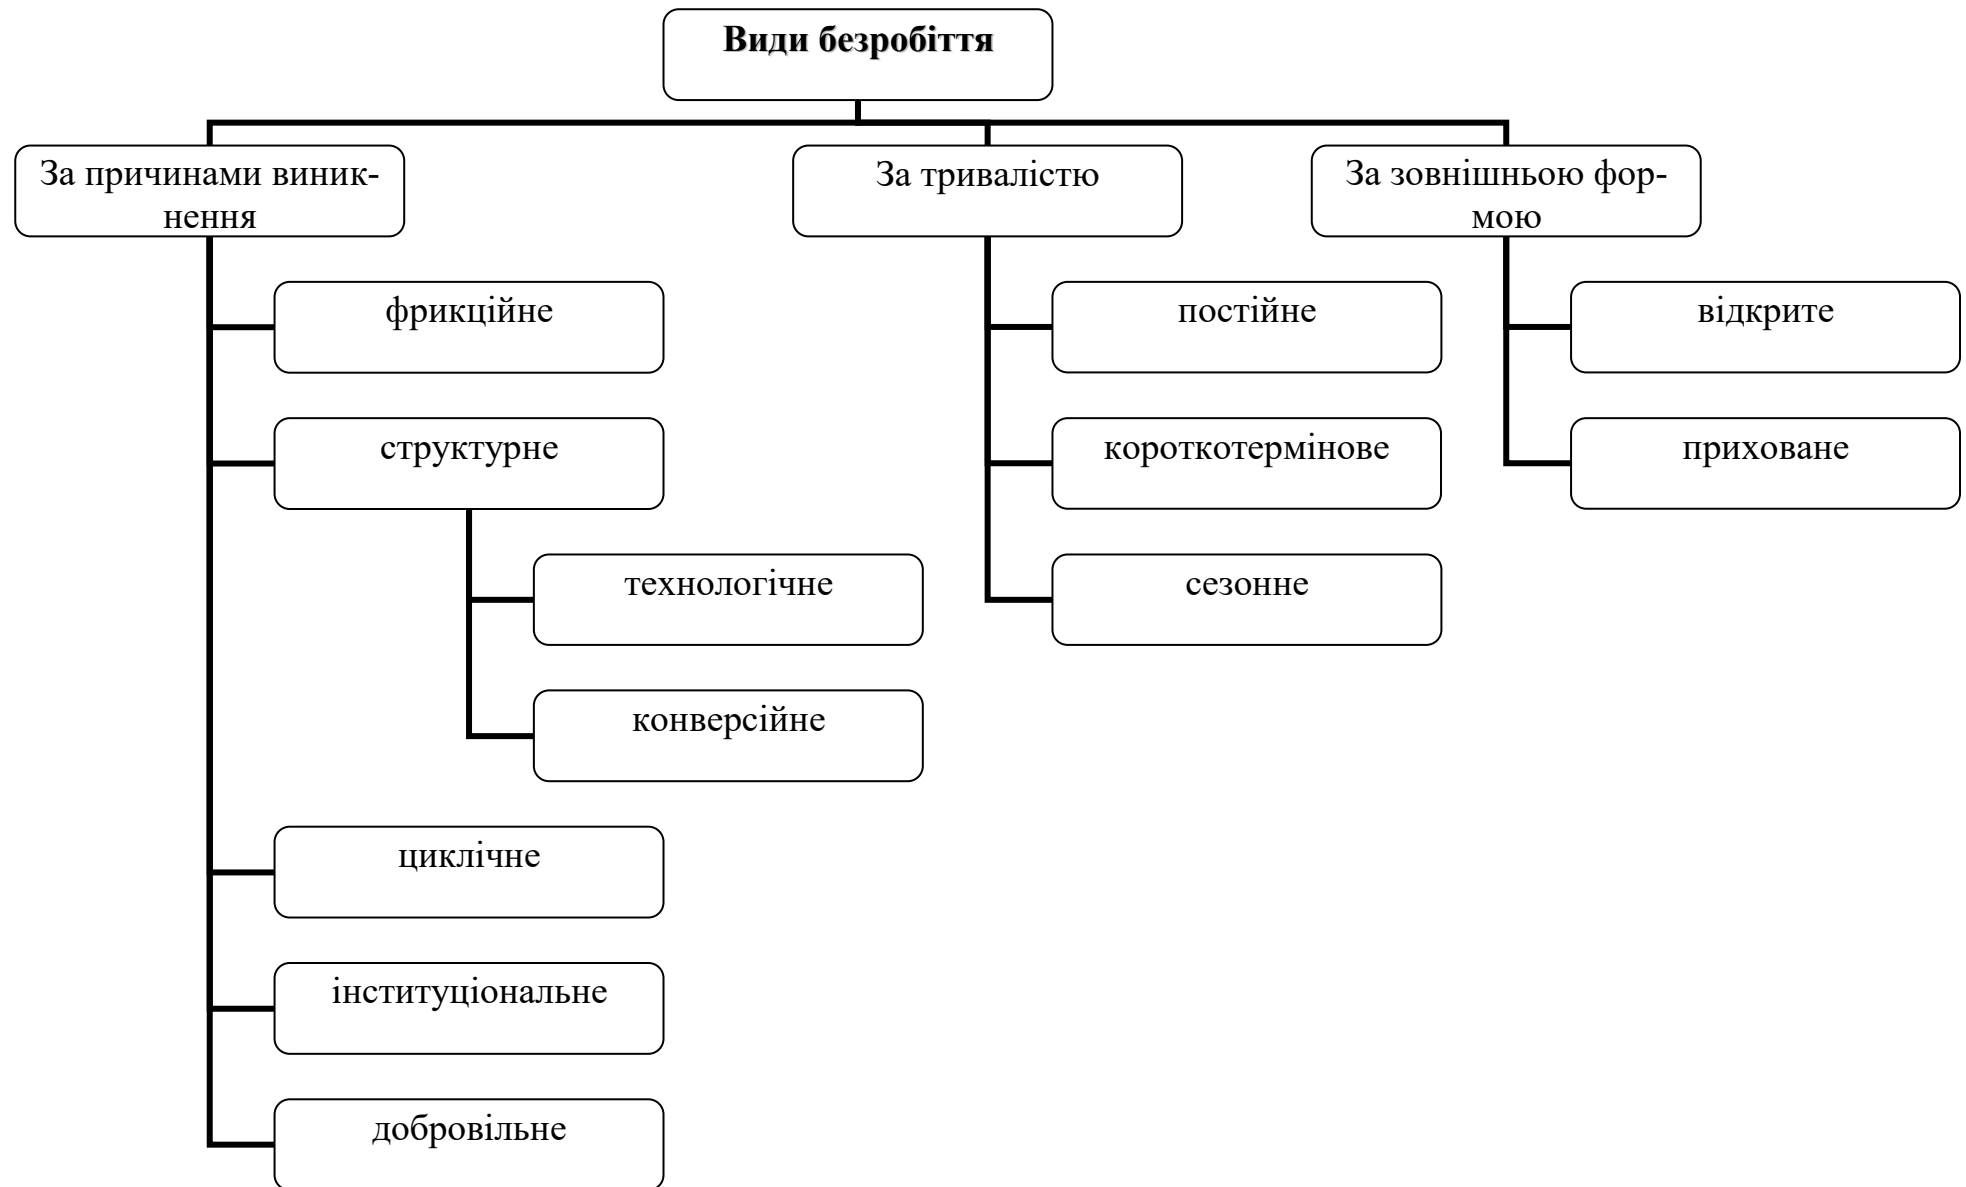 Види безробіття
За причинами виник-
нення
За тривалістю
За зовнішньою фор-
мою
фрикційне
постійне
відкрите
структурне
короткотермінове
приховане
технологічне
сезонне
конверсійне
циклічне
інституціональне
добровільне